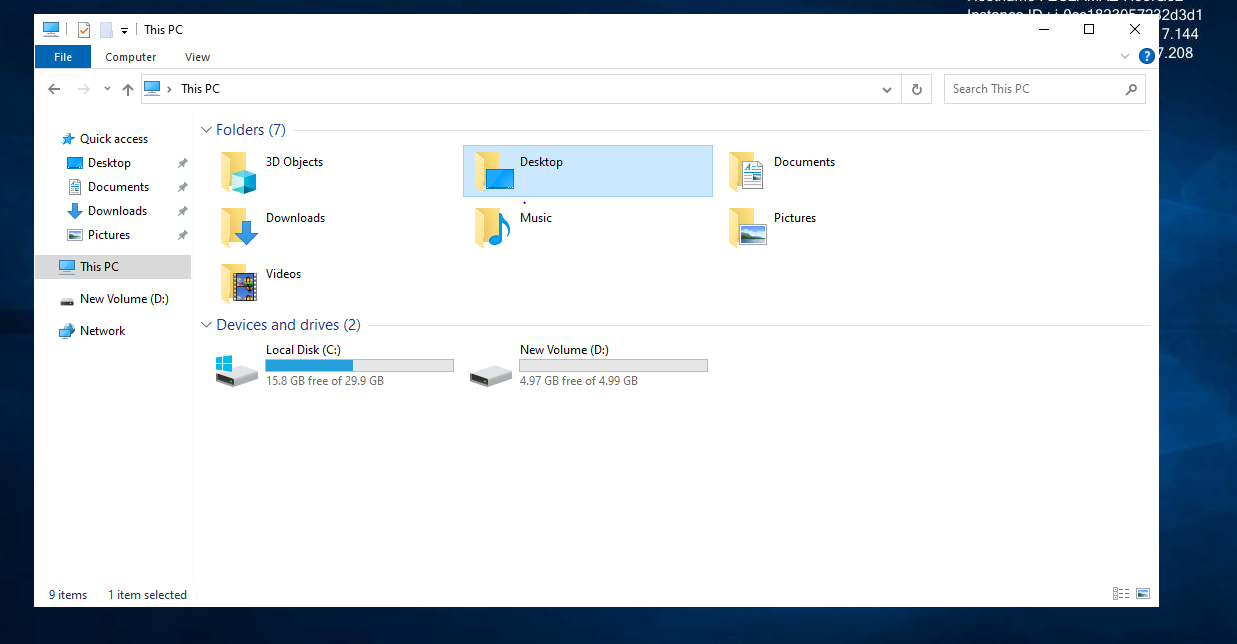 Instance ID : i-0ec1823057232d3d1
7.144
7.208
This PC
File Computer View
This PC
Search This PC
Quick access
Desktop
Documents
Downloads
Pictures
This PC
New Volume (D:)
Network
Folders (7)
3D Objects
Desktop
Documents
Downloads
Music
Pictures
Videos
Devices and drives (2)
Local Disk (C:)
15.8 GB free of 29.9 GB
New Volume (D:)
4.97 GB free of 4.99 GB
9 items 1 item selected